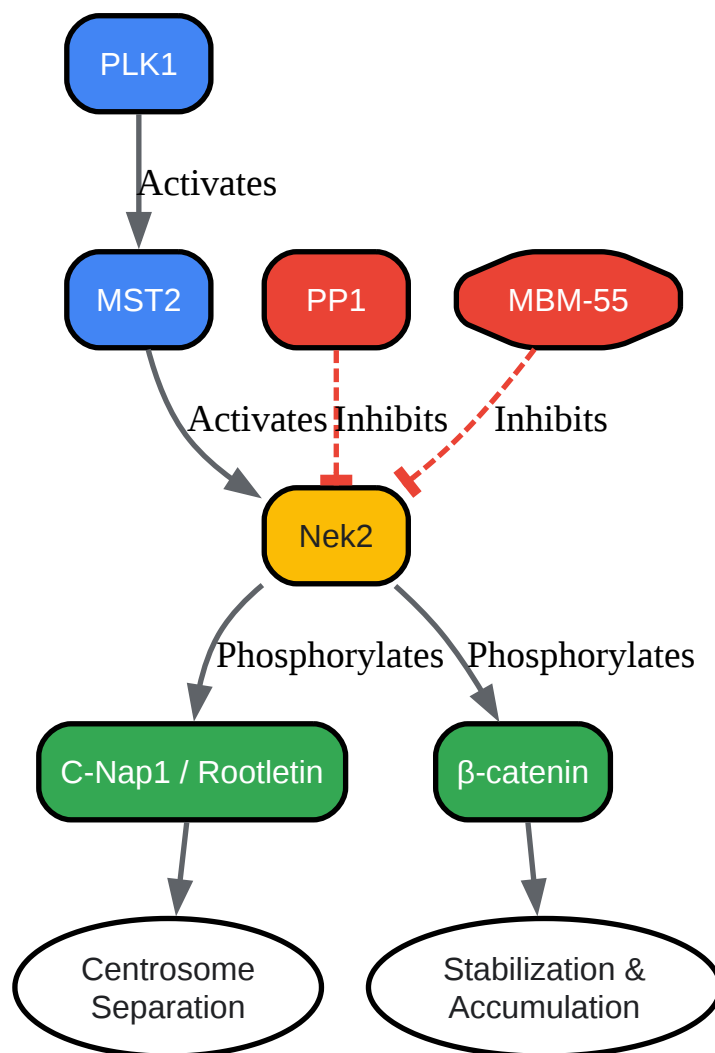 PLK1
Activates
MST2
PP1
MBM-55
Activates
Inhibits
Inhibits
Nek2
Phosphorylates
Phosphorylates
C-Nap1 / Rootletin
β-catenin
Centrosome
Separation
Stabilization &
Accumulation